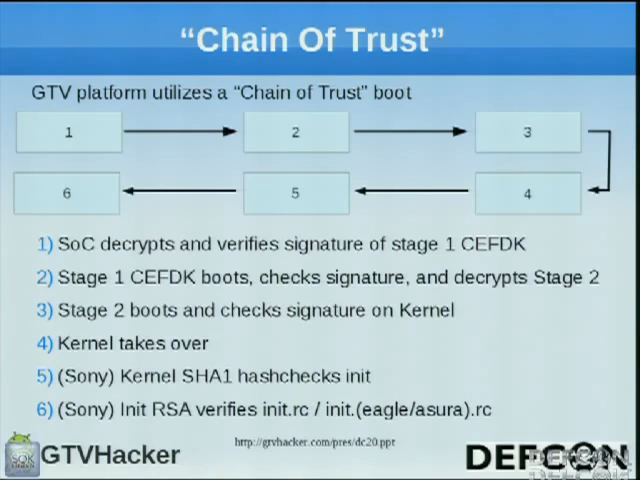 “Chain Of Trust”
GTV platform utilizes a “Chain of Trust” boot
1 2 3
6 5 4
1) SoC decrypts and verifies signature of stage 1 CEFDK
2) Stage 1 CEFDK boots, checks signature, and decrypts Stage 2
3) Stage 2 boots and checks signature on Kernel
4) Kernel takes over
5) (Sony) Kernel SHA1 hashchecks init
6) (Sony) Init RSA verifies init.rc / init.(eagle/asura).rc
http://gtvhacker.com/pres/dc20.ppt
GTVHacker
DEFCON
DEFCON